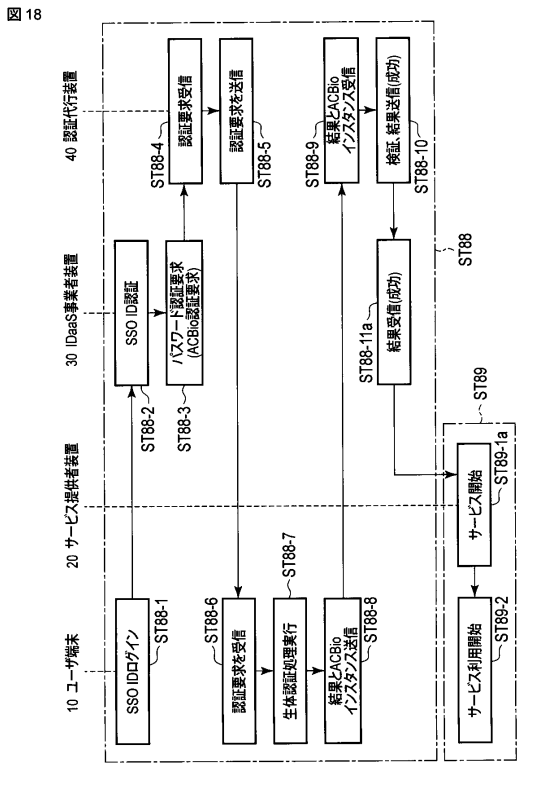 図18
10 ユーザ端末
20 サービス提供者装置
30 IDaaS事業者装置
40 認証代行装置
SSO IDログイン
ST88-1
SSO ID認証
ST88-2
パスワード認証要求
(ACBio認証要求)
ST88-3
認証要求受信
ST88-4
認証要求を送信
ST88-5
認証要求を受信
ST88-6
生体認証処理実行
ST88-7
結果とACBio
インスタンス送信
ST88-8
結果とACBio
インスタンス受信
ST88-9
検証、結果送信(成功)
ST88-10
結果受信(成功)
ST88-11a
ST88
サービス開始
ST89-1a
サービス利用開始
ST89-2
ST89